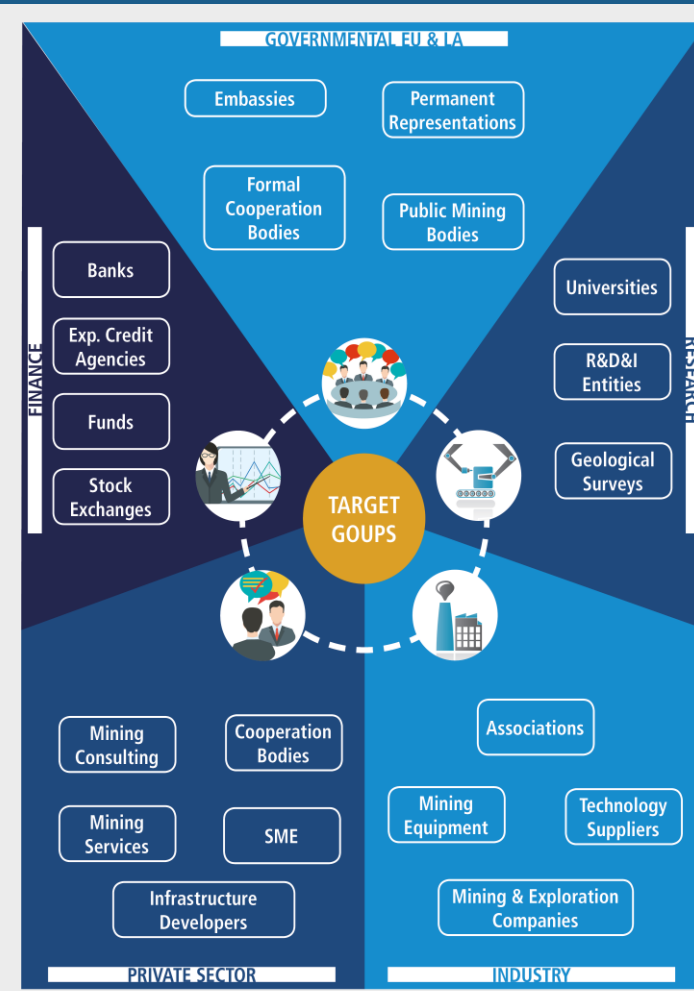 GOVERNMENTAL EU & LA
Embassies
Permanent
Representations
Formal
Cooperation
Bodies
Public Mining
Bodies
FINANCE
Banks
Exp. Credit
Agencies
Funds
Stock
Exchanges
RESEARCH
Universities
R&D&I
Entities
Geological
Surveys
TARGET
GOUPS
Mining
Consulting
Cooperation
Bodies
Mining
Services
SME
Infrastructure
Developers
PRIVATE SECTOR
Associations
Mining
Equipment
Technology
Suppliers
Mining & Exploration
Companies
INDUSTRY